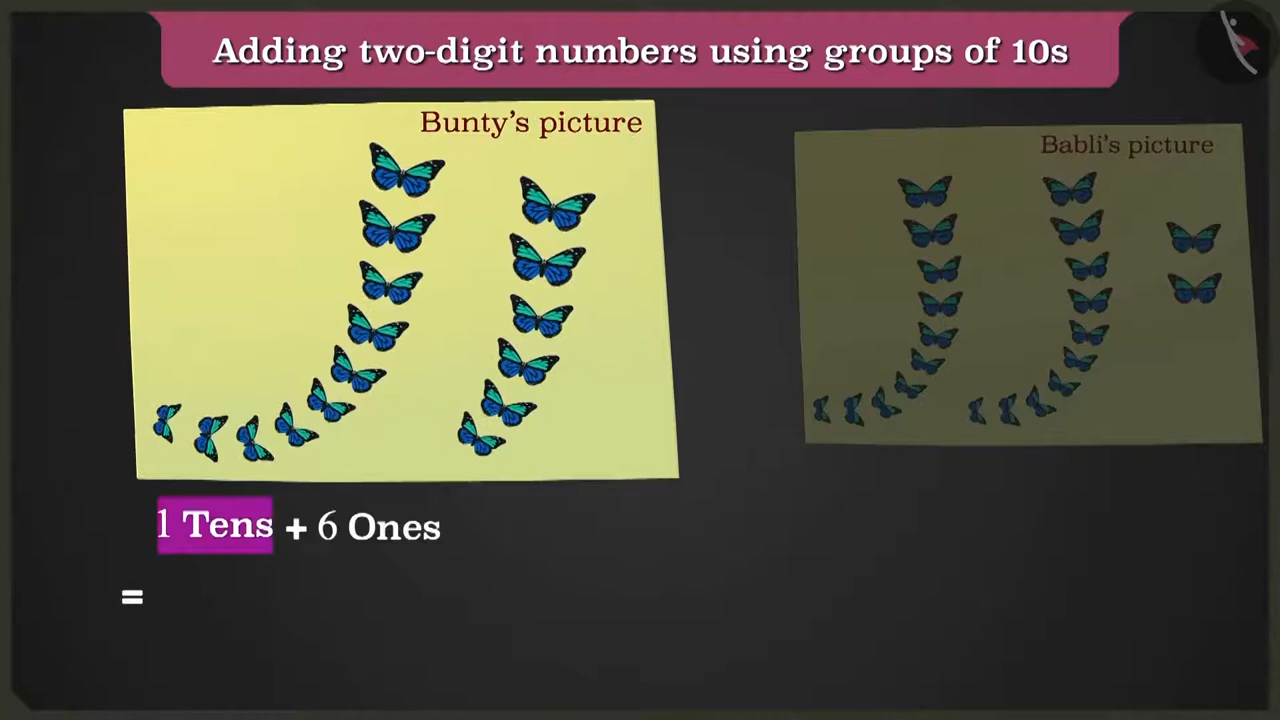 Adding two-digit numbers using groups of 10s
Bunty's picture
Babli's picture
1 Tens + 6 Ones
=